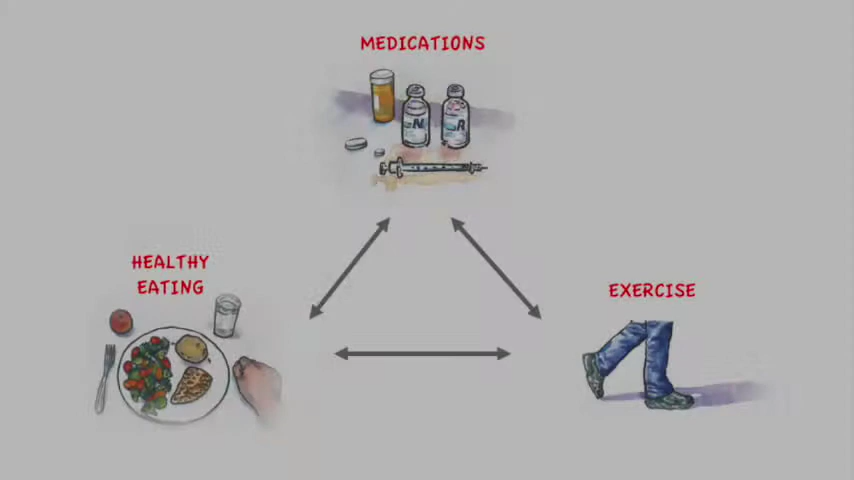 MEDICATIONS
N R
HEALTHY
EATING
EXERCISE